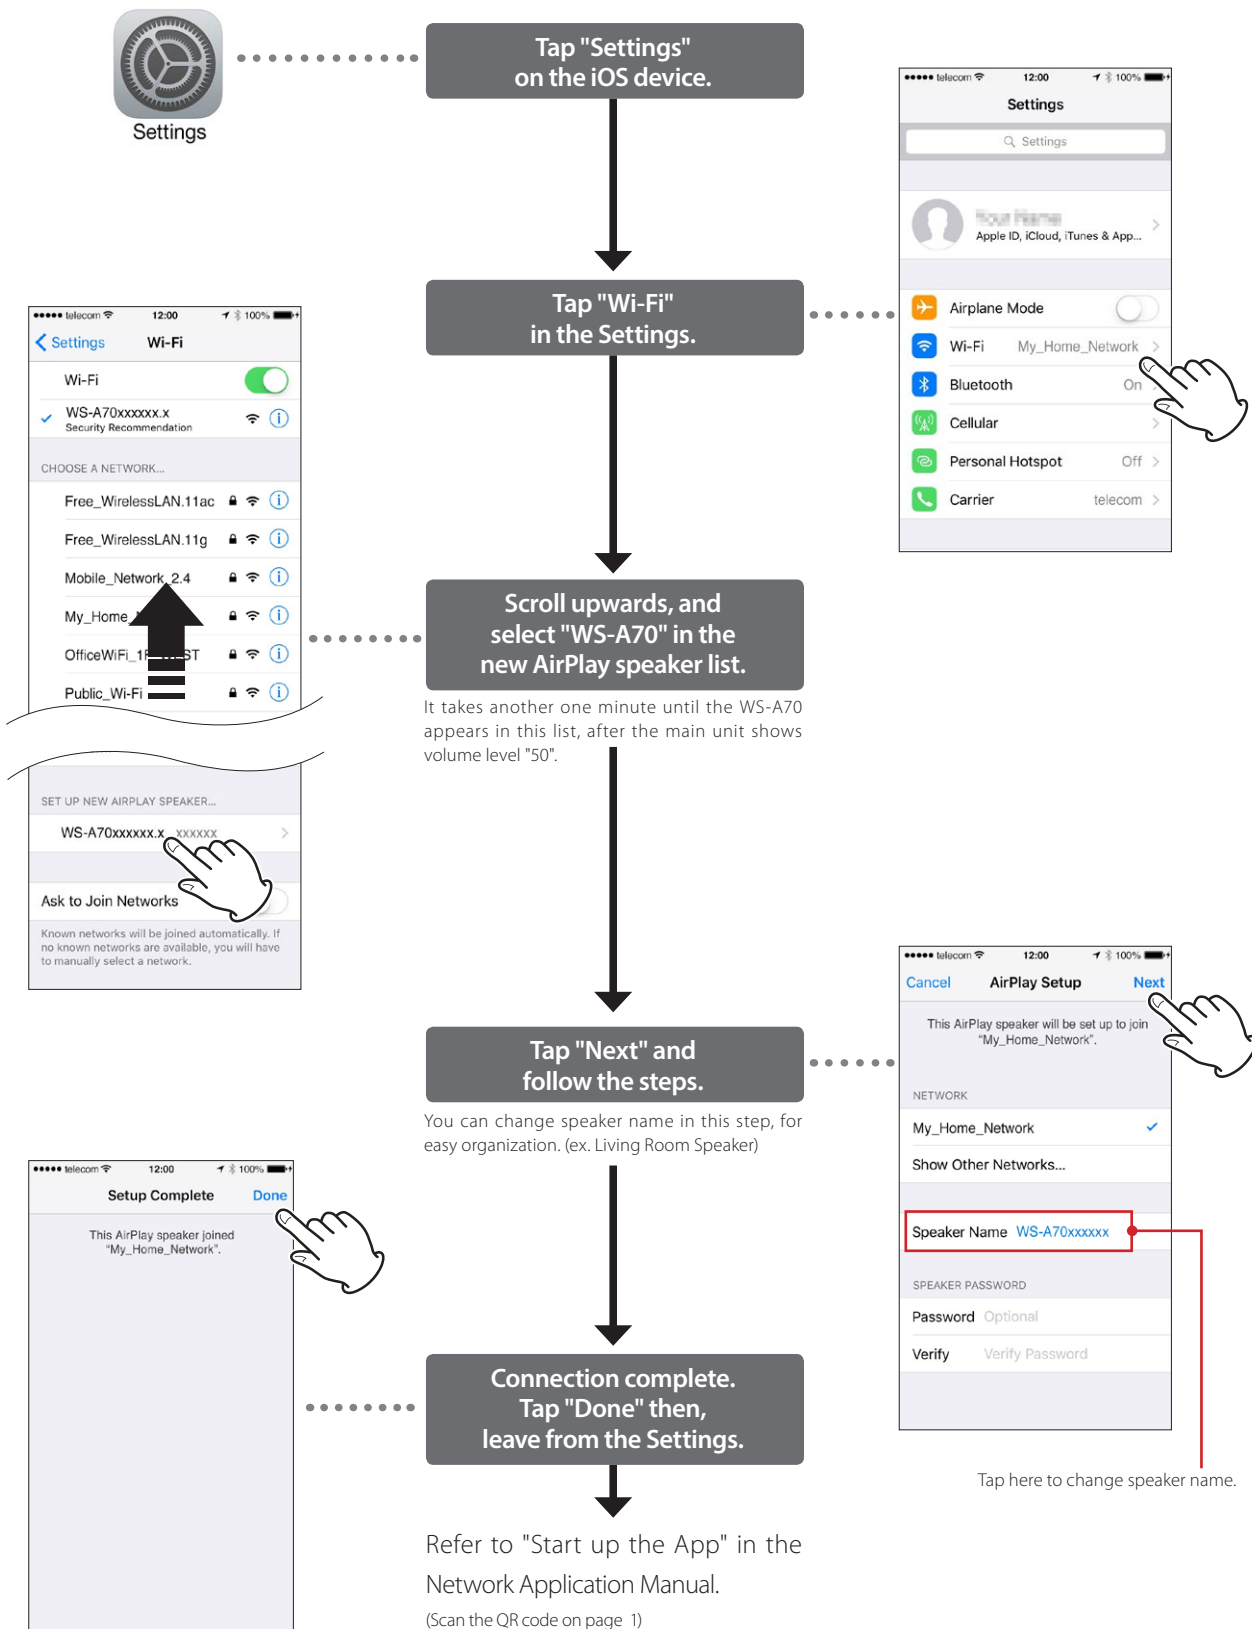 Settings
Tap "Settings"
on the iOS device.
telecom 12:00 100%
Settings
Settings
Apple ID, iCloud, iTunes & App...
Airplane Mode
Wi-Fi My_Home_Network
Bluetooth On
Cellular
Personal Hotspot Off
Carrier telecom
Tap "Wi-Fi"
in the Settings.
telecom 12:00 100%
Settings Wi-Fi
Wi-Fi
WS-A70xxxxxx.x
Security Recommendation
CHOOSE A NETWORK...
Free_WirelessLAN.11ac
Free_WirelessLAN.11g
Mobile_Network_2.4
My_Home_
OfficeWiFi_1F_WEST
Public_Wi-Fi
SET UP NEW AIRPLAY SPEAKER...
WS-A70xxxxxx.x xxxxxx
Ask to Join Networks
Known networks will be joined automatically. If
no known networks are available, you will have
to manually select a network.
Scroll upwards, and
select "WS-A70" in the
new AirPlay speaker list.
It takes another one minute until the WS-A70
appears in this list, after the main unit shows
volume level "50".
Tap "Next" and
follow the steps.
You can change speaker name in this step, for
easy organization. (ex. Living Room Speaker)
telecom 12:00 100%
Cancel AirPlay Setup Next
This AirPlay speaker will be set up to join
“My_Home_Network”.
NETWORK
My_Home_Network
Show Other Networks...
Speaker Name WS-A70xxxxxx
SPEAKER PASSWORD
Password Optional
Verify Verify Password
Tap here to change speaker name.
telecom 12:00 100%
Setup Complete Done
This AirPlay speaker joined
“My_Home_Network”.
Connection complete.
Tap "Done" then,
leave from the Settings.
Refer to "Start up the App" in the
Network Application Manual.
(Scan the QR code on page 1)